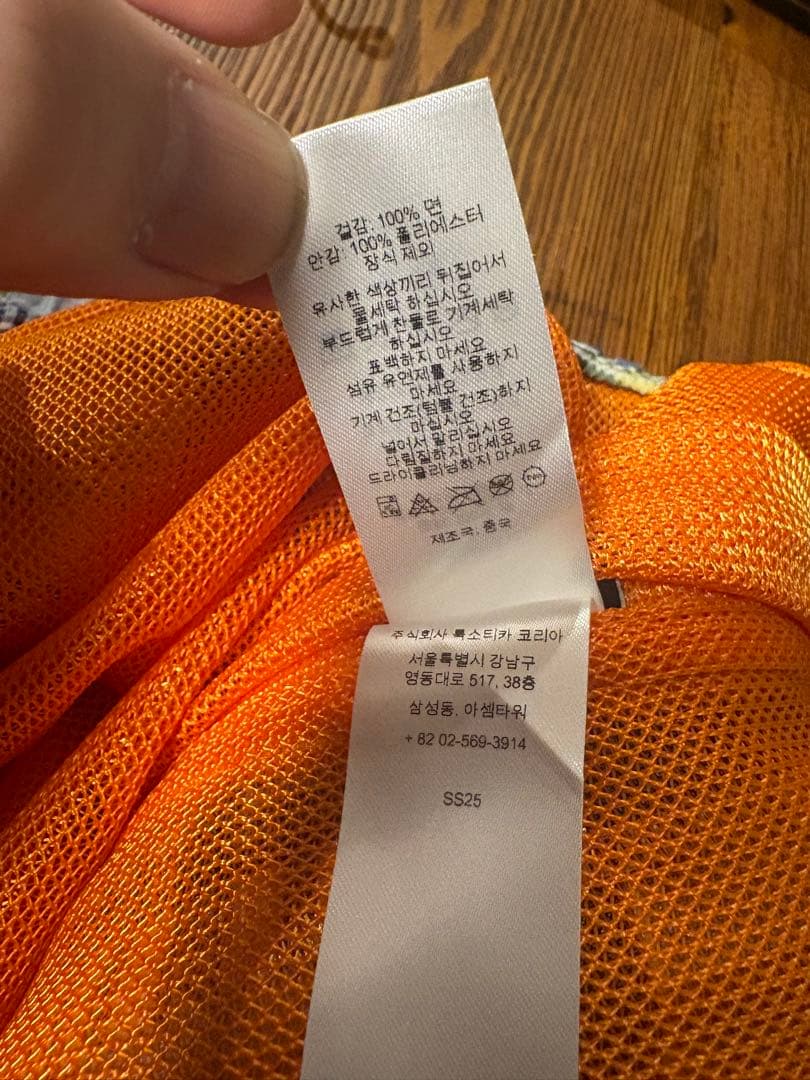 겉감: 100% 면
안감: 100% 폴리에스터
장식 제외
유사한 색상끼리 뒤집어서
물세탁 하십시오
부드럽게 찬물로 기계세탁
하십시오
표백하지 마세요
섬유 유연제를 사용하지
마세요
기계 건조(텀블 건조)하지
마십시오
널어서 말리십시오
다림질하지 마세요
드라이클리닝하지 마세요
제조국: 중국
주식회사 룩소티카 코리아
서울특별시 강남구
영동대로 517, 38층
삼성동, 아셈타워
+ 82 02-569-3914
SS25